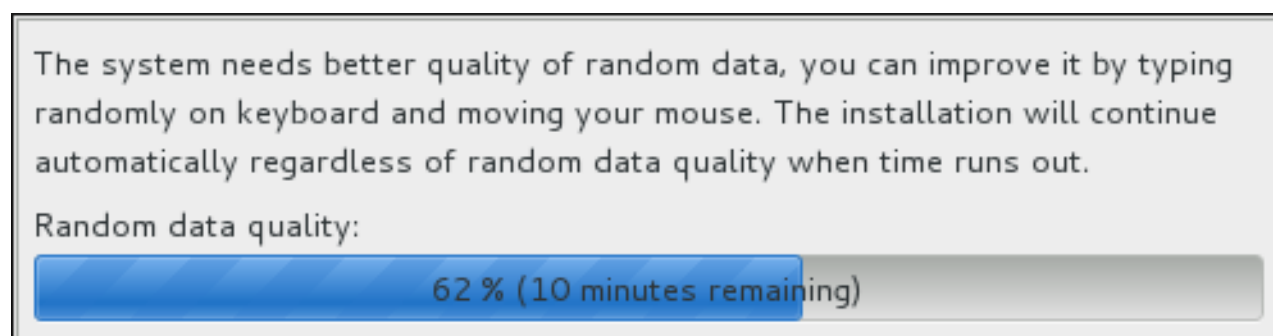 The system needs better quality of random data, you can improve it by typing
randomly on keyboard and moving your mouse. The installation will continue
automatically regardless of random data quality when time runs out.
Random data quality:
62 % (10 minutes remaining)